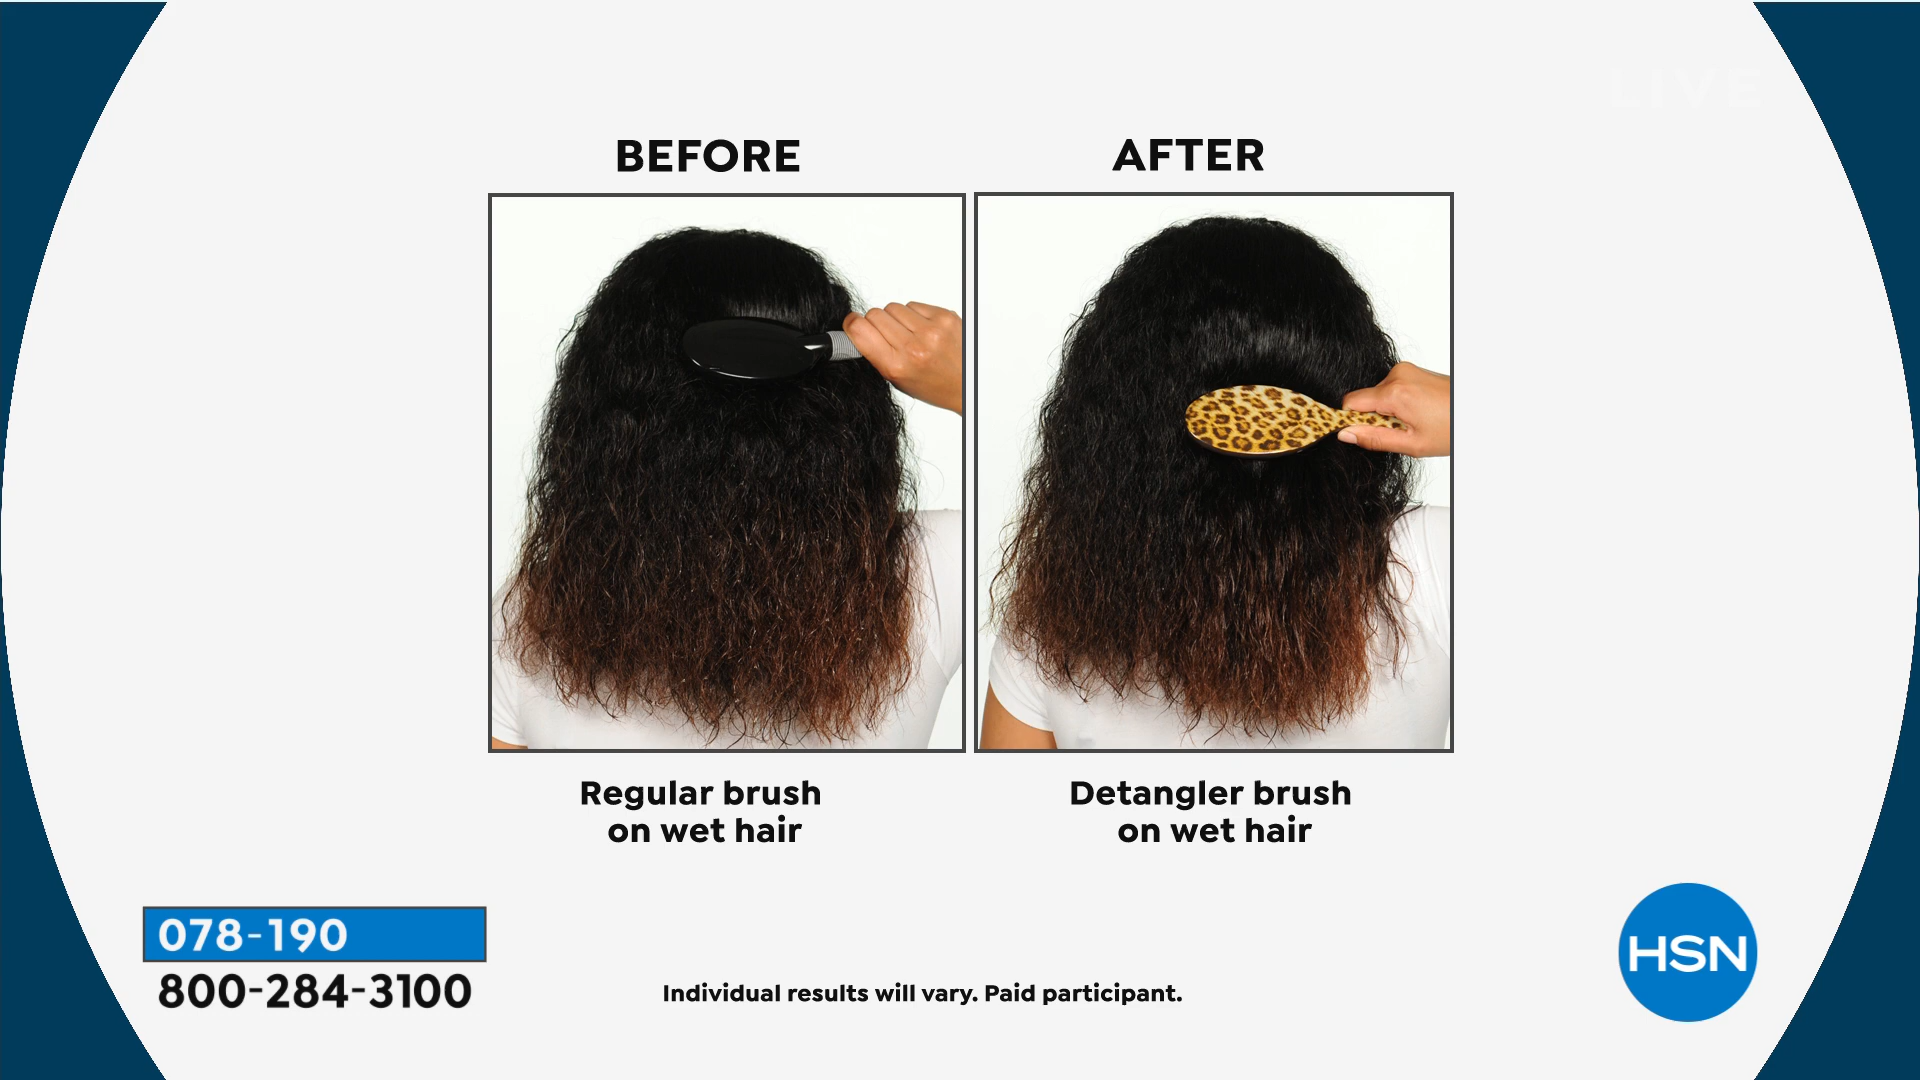 LIVE
BEFORE
AFTER
Regular brush
on wet hair
Detangler brush
on wet hair
078-190
800-284-3100
Individual results will vary. Paid participant.
HSN